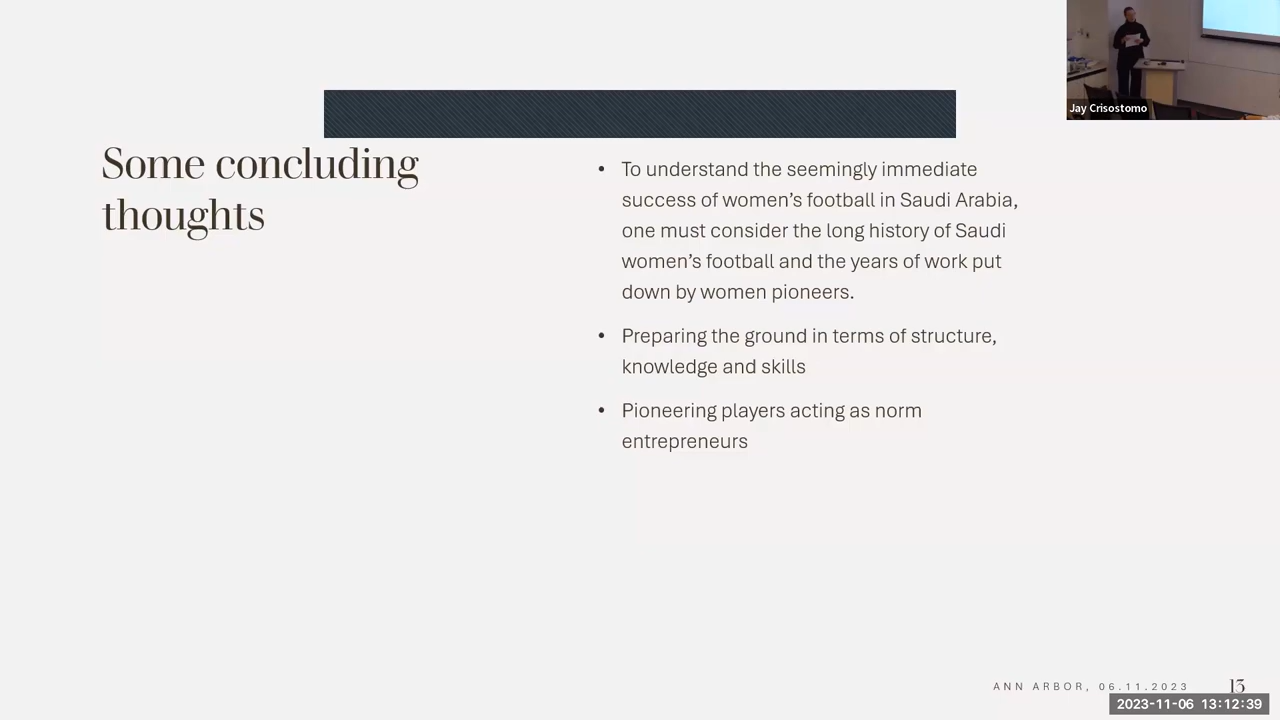 Jay Crisostomo
Some concluding
thoughts
• To understand the seemingly immediate
success of women’s football in Saudi Arabia,
one must consider the long history of Saudi
women’s football and the years of work put
down by women pioneers.
• Preparing the ground in terms of structure,
knowledge and skills
• Pioneering players acting as norm
entrepreneurs
ANN ARBOR, 06.11.2023 13
2023-11-06 13:12:39